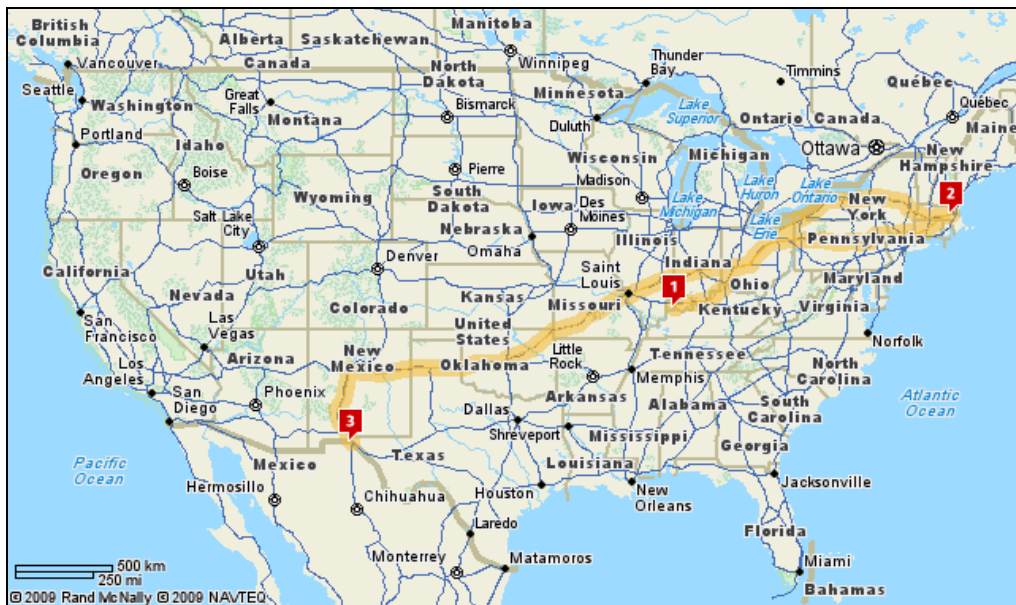 British
Columbia
Alberta
Saskatchewan
Canada
Manitoba
Winnipeg
Thunder
Bay
Timmins
Québec
Québec
Maine
Vancouver
Seattle
Washington
Great
Falls
Montana
North
Dakota
Bismarck
Minnesota
Duluth
Lake
Superior
Ontario Canada
Ottawa
New
Hampshire
Portland
Oregon
Idaho
Boise
Wyoming
Pierre
South
Dakota
Wisconsin
Madison
Michigan
Lake
Michigan
Lake
Huron
Lake
Ontario
Lake
Erie
New
York
2
Salt Lake
City
Nebraska
Omaha
Iowa
Des
Moines
Illinois
Indiana
Ohio
Pennsylvania
Maryland
California
Nevada
Utah
Denver
Colorado
Kansas
United
States
Saint
Louis
Missouri
1
Kentucky
Virginia
Norfolk
San
Francisco
Las
Vegas
Los
Angeles
San
Diego
Arizona
Phoenix
New
Mexico
Oklahoma
Little
Rock
Arkansas
Tennessee
Memphis
North
Carolina
South
Carolina
Atlantic
Ocean
3
Dallas
Shreveport
Mississippi
Alabama
Georgia
Texas
Louisiana
Houston
New
Orleans
Jacksonville
Florida
Miami
Bahamas
Pacific
Ocean
Mexico
Hermosillo
Chihuahua
Laredo
Monterrey
Matamoros
500 km
250 mi
© 2009 Rand McNally © 2009 NAVTEQ